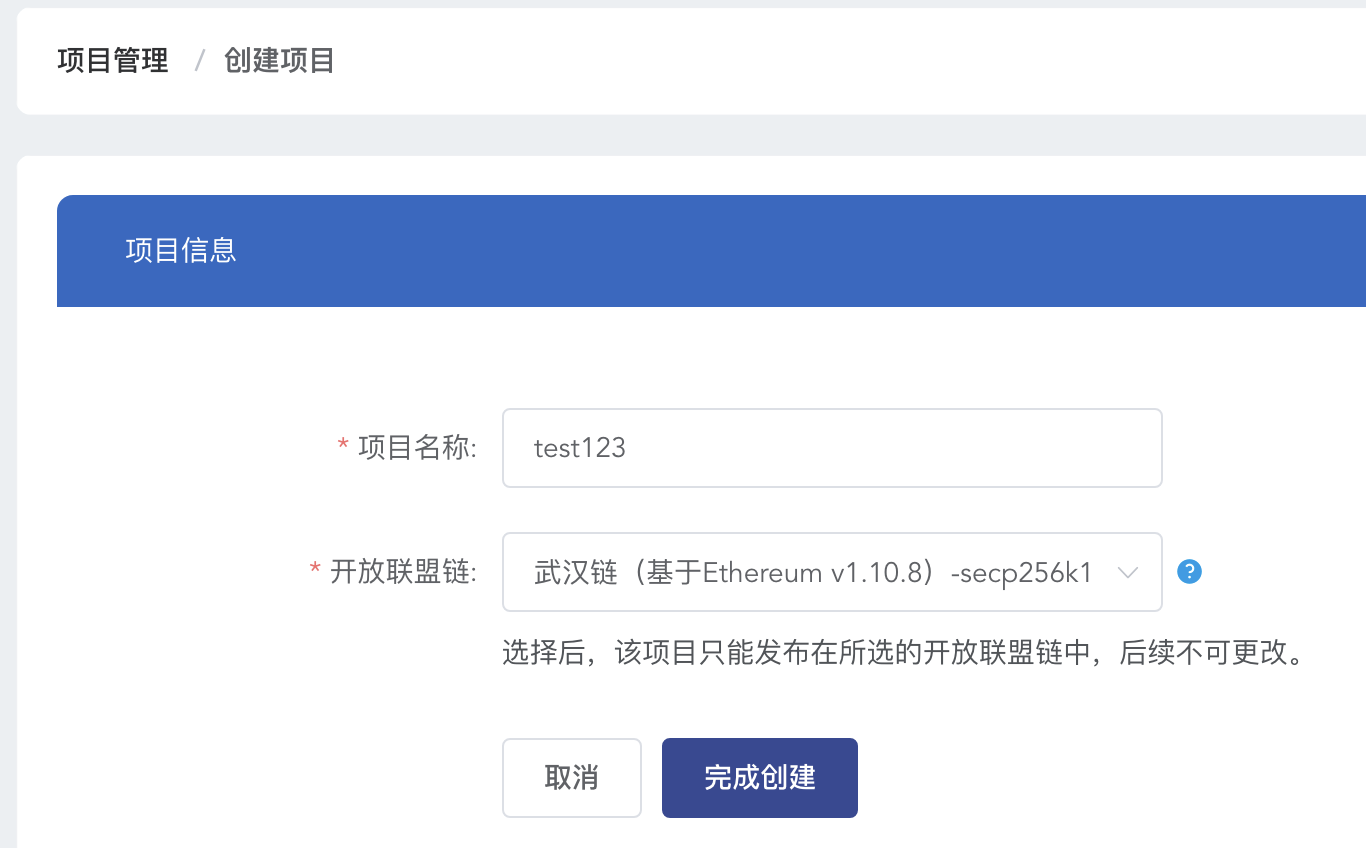 项目管理 / 创建项目
项目信息
* 项目名称: test123
* 开放联盟链: 武汉链（基于Ethereum v1.10.8）-secp256k1 ?
选择后，该项目只能发布在所选的开放联盟链中，后续不可更改。
取消 完成创建